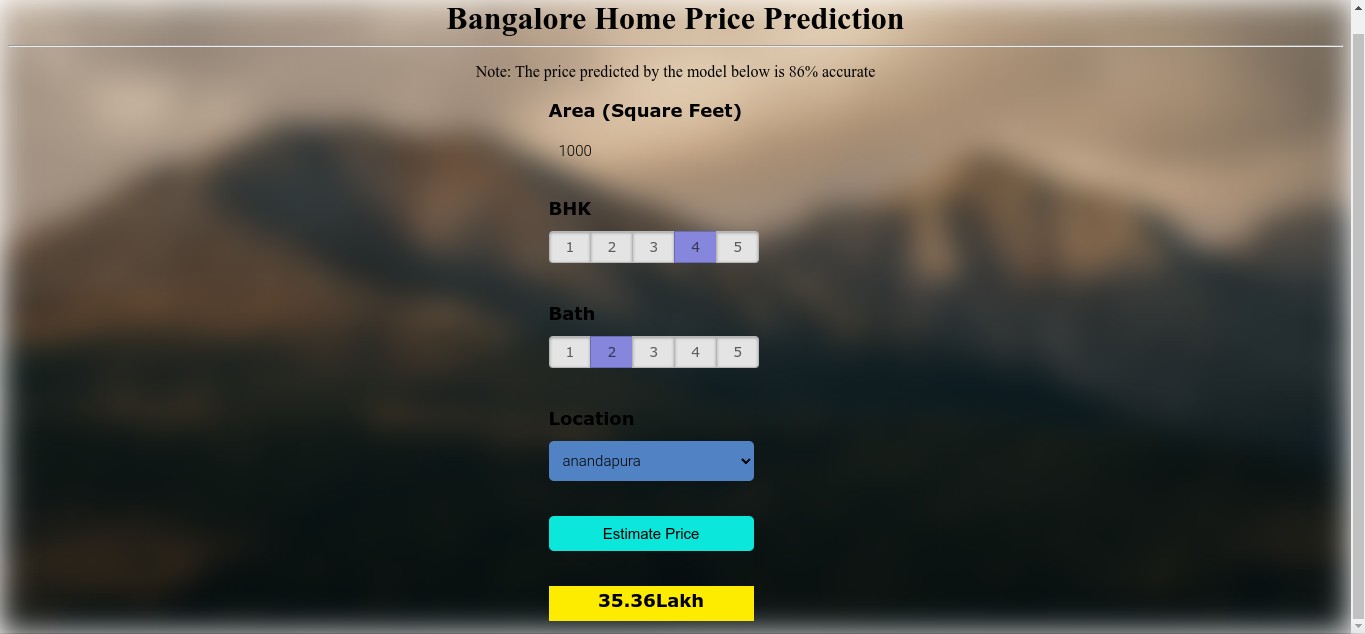 Bangalore Home Price Prediction
Note: The price predicted by the model below is 86% accurate
Area (Square Feet)
1000
BHK
1 2 3 4 5
Bath
1 2 3 4 5
Location
anandapura
Estimate Price
35.36Lakh